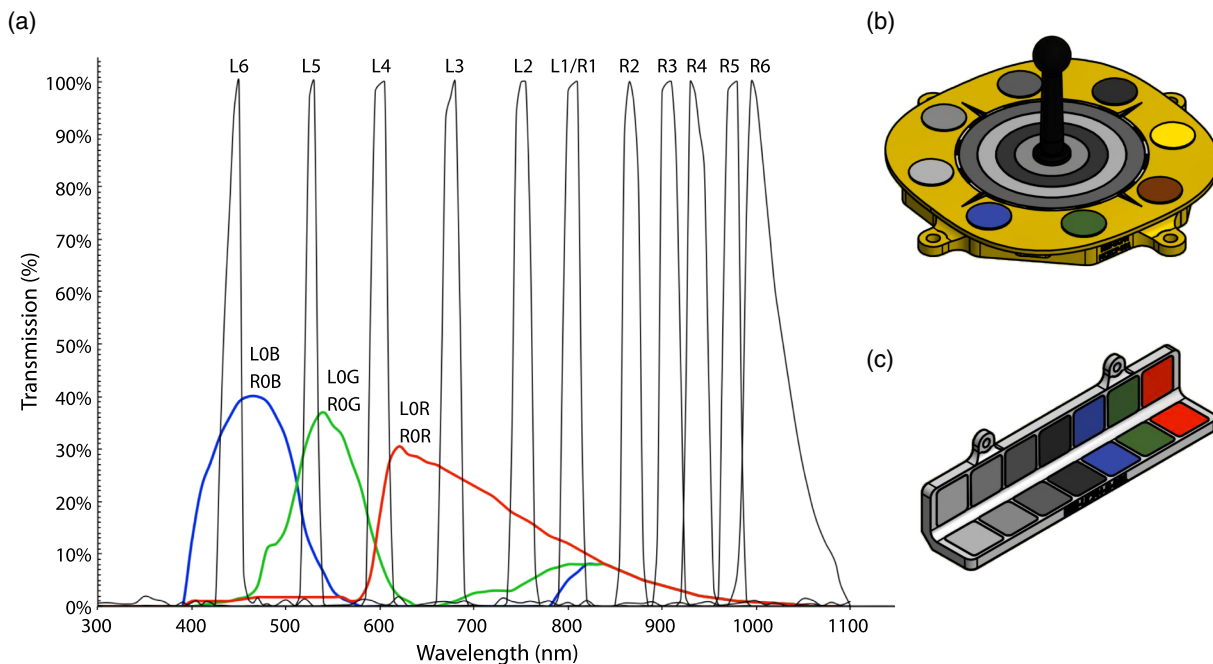 (a)
L6 L5 L4 L3 L2 L1/R1 R2 R3 R4 R5 R6
100%
90%
80%
70%
60%
50%
40%
30%
20%
10%
0%
Transmission (%)
L0B
R0B
L0G
R0G
L0R
R0R
300 400 500 600 700 800 900 1000 1100
Wavelength (nm)
(b)
(c)